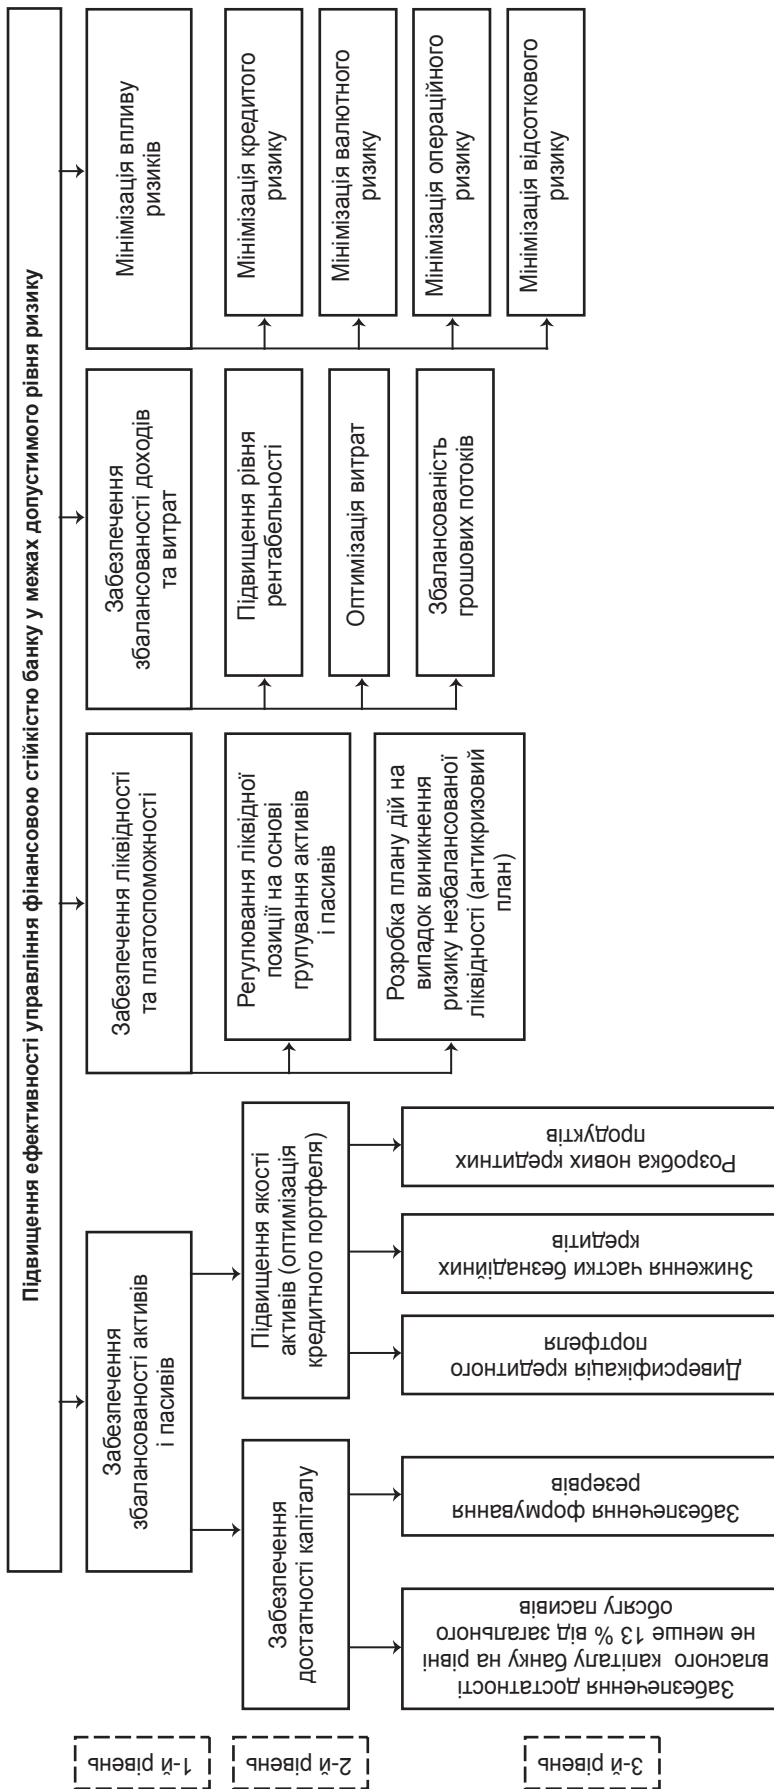 Підвищення ефективності управління фінансовою стійкістю банку у межах допустимого рівня ризику
1-й рівень
Забезпечення
збалансованості активів
і пасивів
Забезпечення ліквідності
та платоспоможності
Забезпечення
збалансованості доходів
та витрат
Мінімізація впливу
ризиків
2-й рівень
Забезпечення
достатності капіталу
Підвищення якості
активів (оптимізація
кредитного портфеля)
Регулювання ліквідної
позиції на основі
групування активів
і пасивів
Розробка плану дій на
випадок виникнення
ризику незбалансованої
ліквідності (антикризовий
план)
Підвищення рівня
рентабельності
Оптимізація витрат
Збалансованість
грошових потоків
Мінімізація кредитого
ризику
Мінімізація валютного
ризику
Мінімізація операційного
ризику
Мінімізація відсоткового
ризику
3-й рівень
Забезпечення достатності
власного капіталу банку на рівні
не менше 13 % від загального
обсягу пасивів
Забезпечення формування
резервів
Диверсифікація кредитного
портфеля
Зниження частки безнадійних
кредитів
Розробка нових кредитних
продуктів